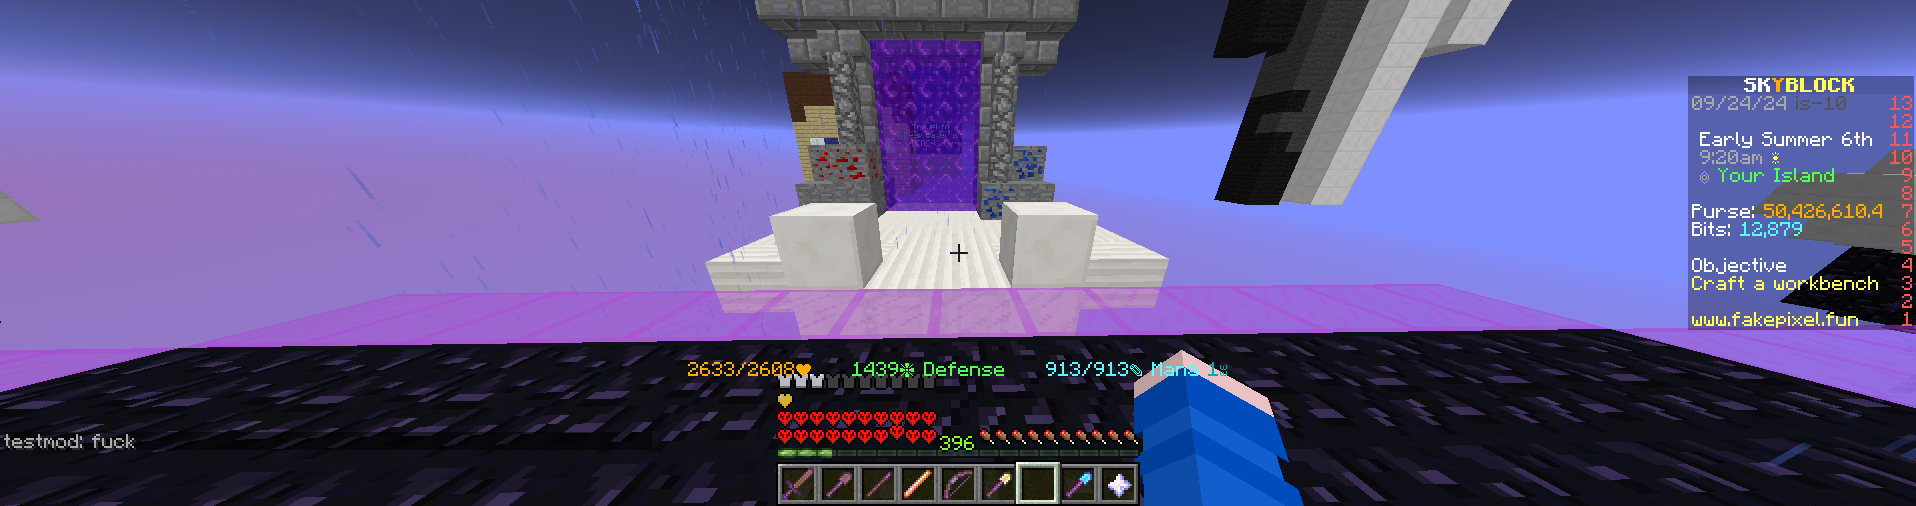 SKYBLOCK
09/24/24 is-10 13
12
Early Summer 6th 11
9:20am ☀ 10
Your Island 9
8
Purse: 50,426,610.4 7
Bits: 12,879 6
5
Objective 4
Craft a workbench 3
2
www.fakepixel.fun 1
2633/2608❤ 1439 Defense 913/913 Mana
testmod: fuck
396